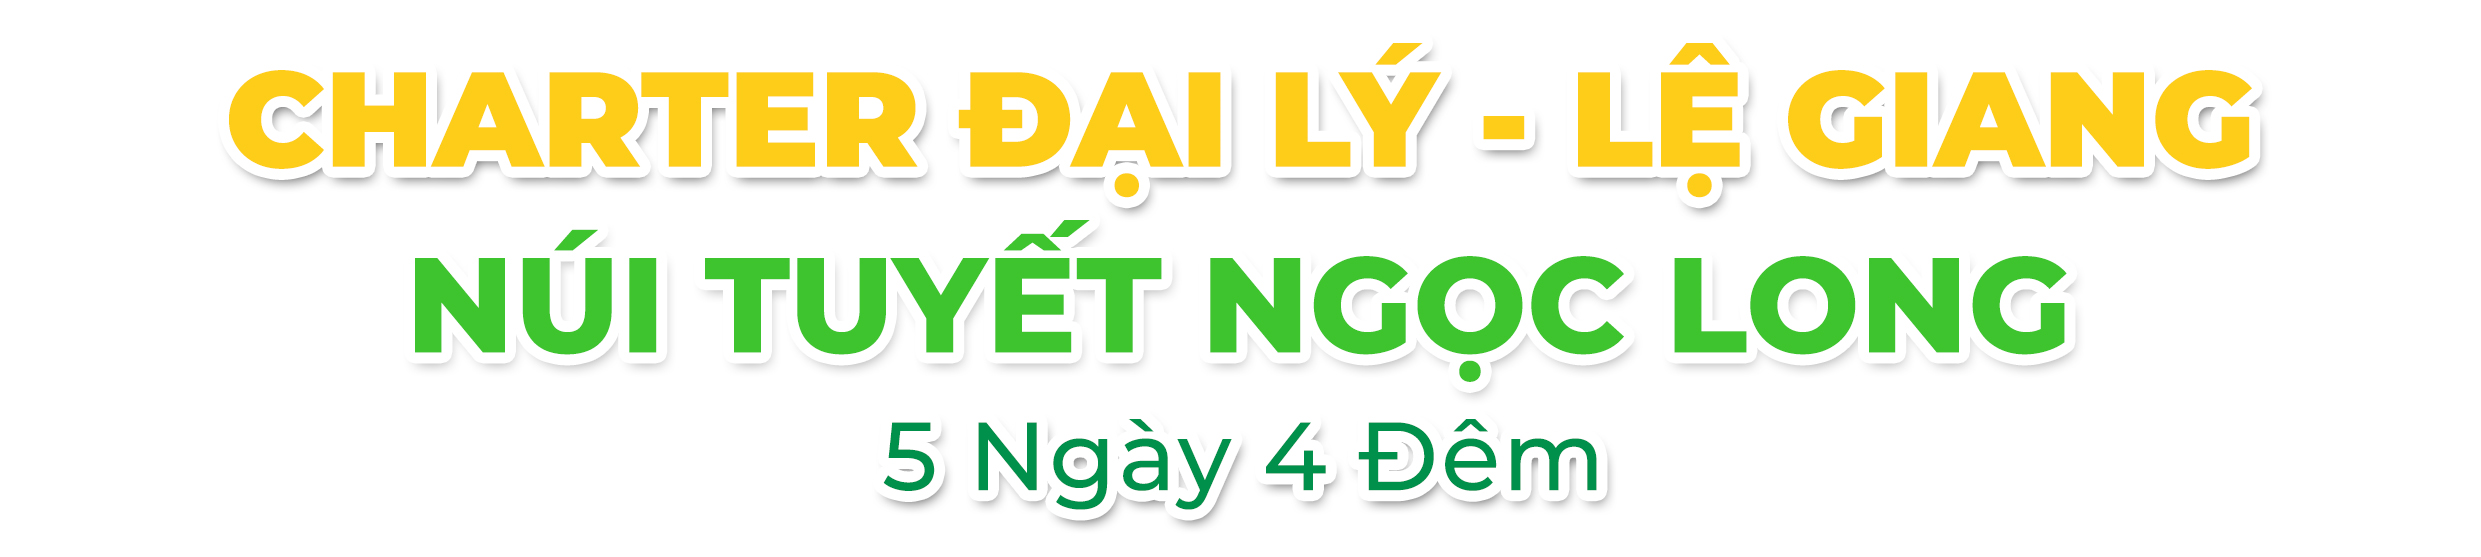 CHARTER ĐẠI LÝ - LỆ GIANG
NÚI TUYẾT NGỌC LONG
5 Ngày 4 Đêm